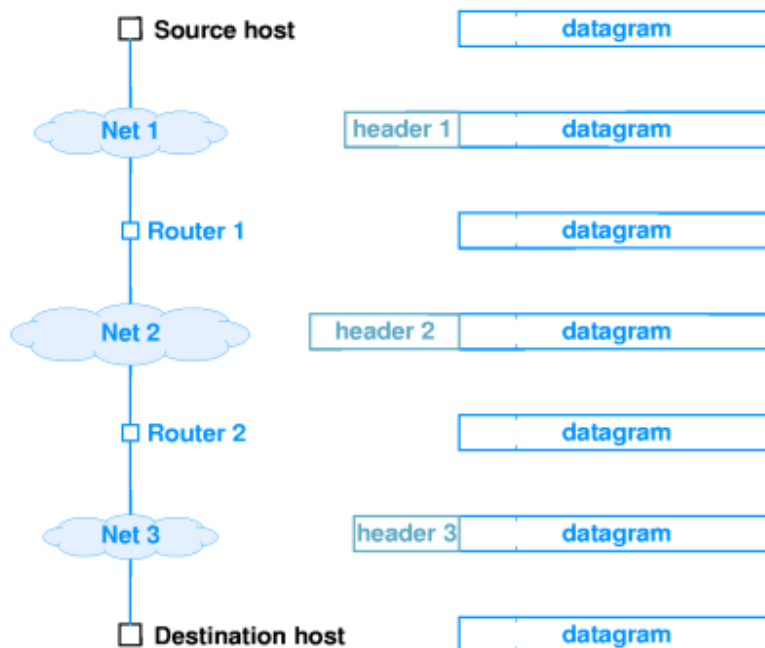 Source host datagram
Net 1 header 1 datagram
Router 1 datagram
Net 2 header 2 datagram
Router 2 datagram
Net 3 header 3 datagram
Destination host datagram